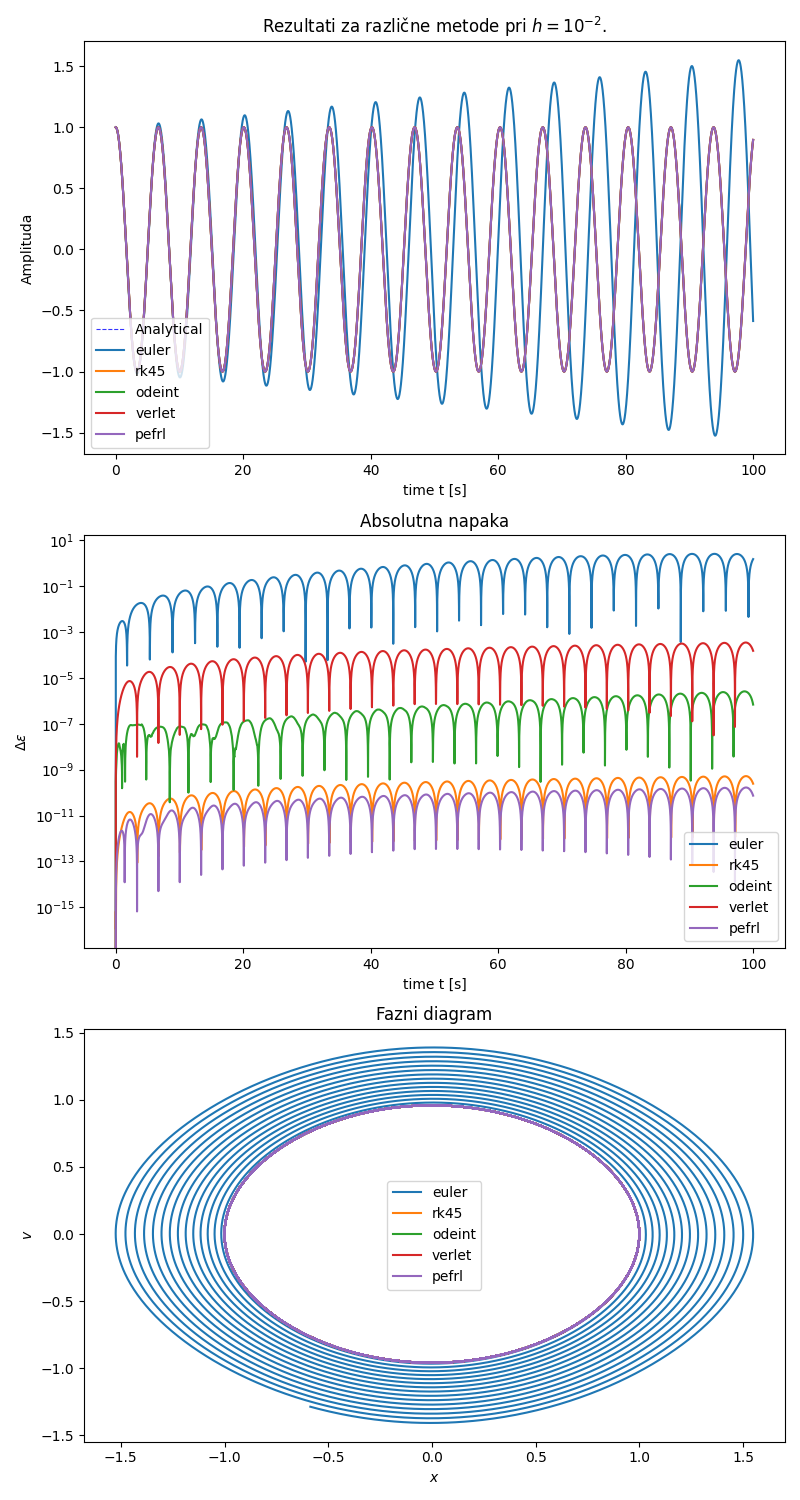 Rezultati za različne metode pri $h = 10^{-2}$.
Amplituda
1.5
1.0
0.5
0.0
−0.5
−1.0
−1.5
Analytical
euler
rk45
odeint
verlet
pefrl
0 20 40 60 80 100
time t [s]
Absolutna napaka
Δε
10^1
10^{-1}
10^{-3}
10^{-5}
10^{-7}
10^{-9}
10^{-11}
10^{-13}
10^{-15}
euler
rk45
odeint
verlet
pefrl
0 20 40 60 80 100
time t [s]
Fazni diagram
v
1.5
1.0
0.5
0.0
−0.5
−1.0
−1.5
euler
rk45
odeint
verlet
pefrl
−1.5 −1.0 −0.5 0.0 0.5 1.0 1.5
x